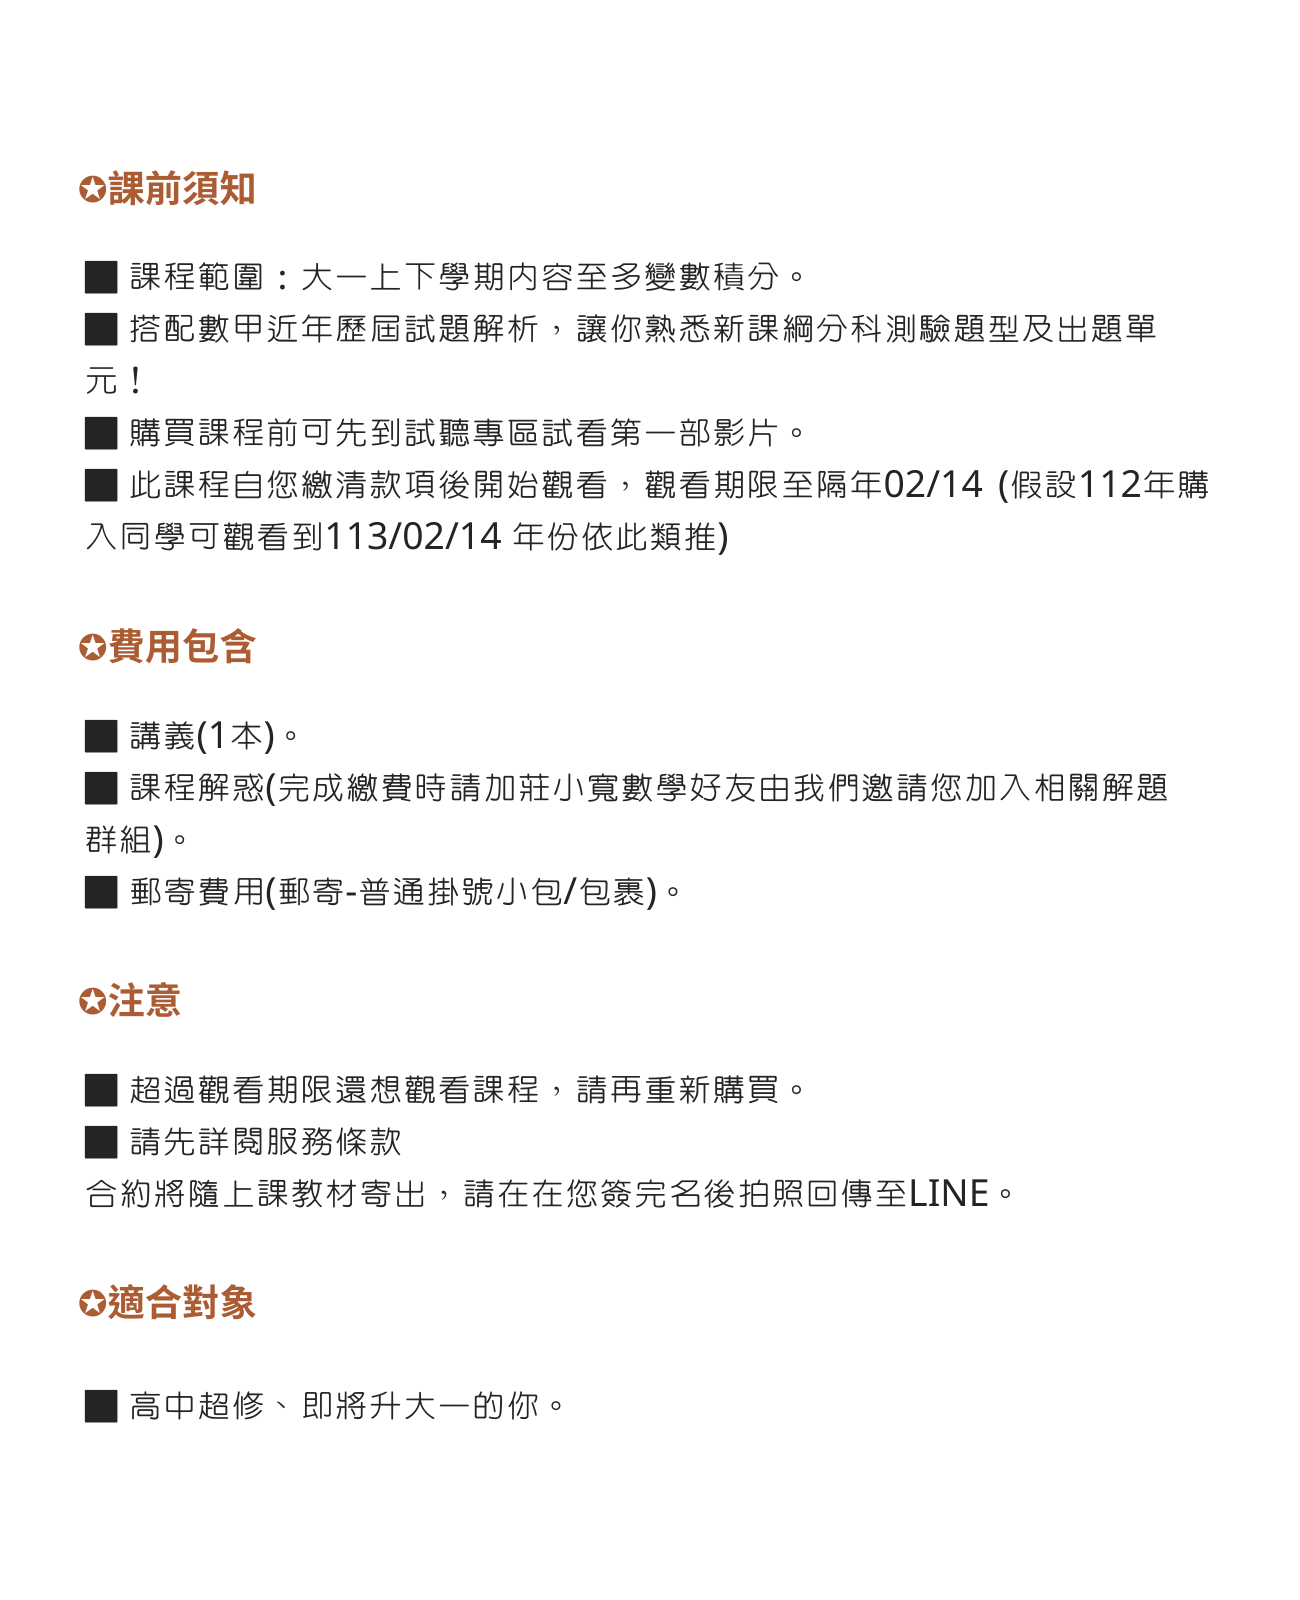 ✪課前須知
■ 課程範圍：大一上下學期內容至多變數積分。
■ 搭配數甲近年歷屆試題解析，讓你熟悉新課綱分科測驗題型及出題單
元！
■ 購買課程前可先到試聽專區試看第一部影片。
■ 此課程自您繳清款項後開始觀看，觀看期限至隔年02/14 (假設112年購
入同學可觀看到113/02/14 年份依此類推)
✪費用包含
■ 講義(1本)。
■ 課程解惑(完成繳費時請加莊小寬數學好友由我們邀請您加入相關解題
群組)。
■ 郵寄費用(郵寄-普通掛號小包/包裹)。
✪注意
■ 超過觀看期限還想觀看課程，請再重新購買。
■ 請先詳閱服務條款
合約將隨上課教材寄出，請在在您簽完名後拍照回傳至LINE。
✪適合對象
■ 高中超修、即將升大一的你。